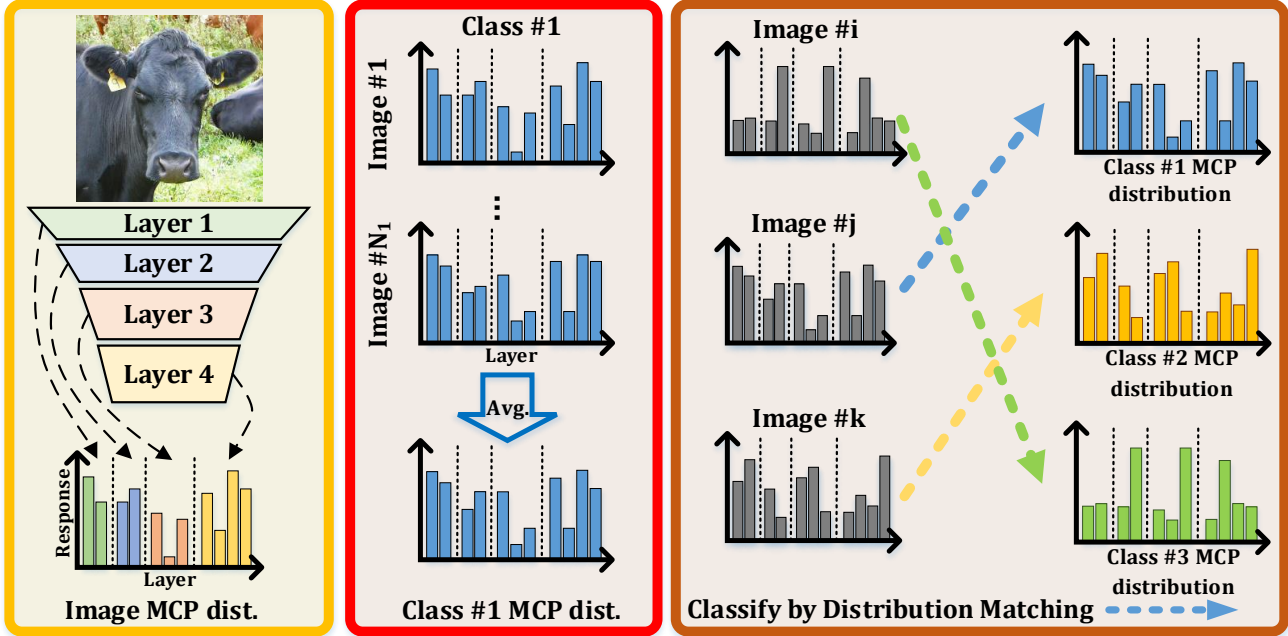 Layer 1
Layer 2
Layer 3
Layer 4
Response
Layer
Image MCP dist.
Class #1
Image #1
...
Image #N₁
Layer
Avg.
Class #1 MCP dist.
Image #i
Image #j
Image #k
Class #1 MCP
distribution
Class #2 MCP
distribution
Class #3 MCP
distribution
Classify by Distribution Matching